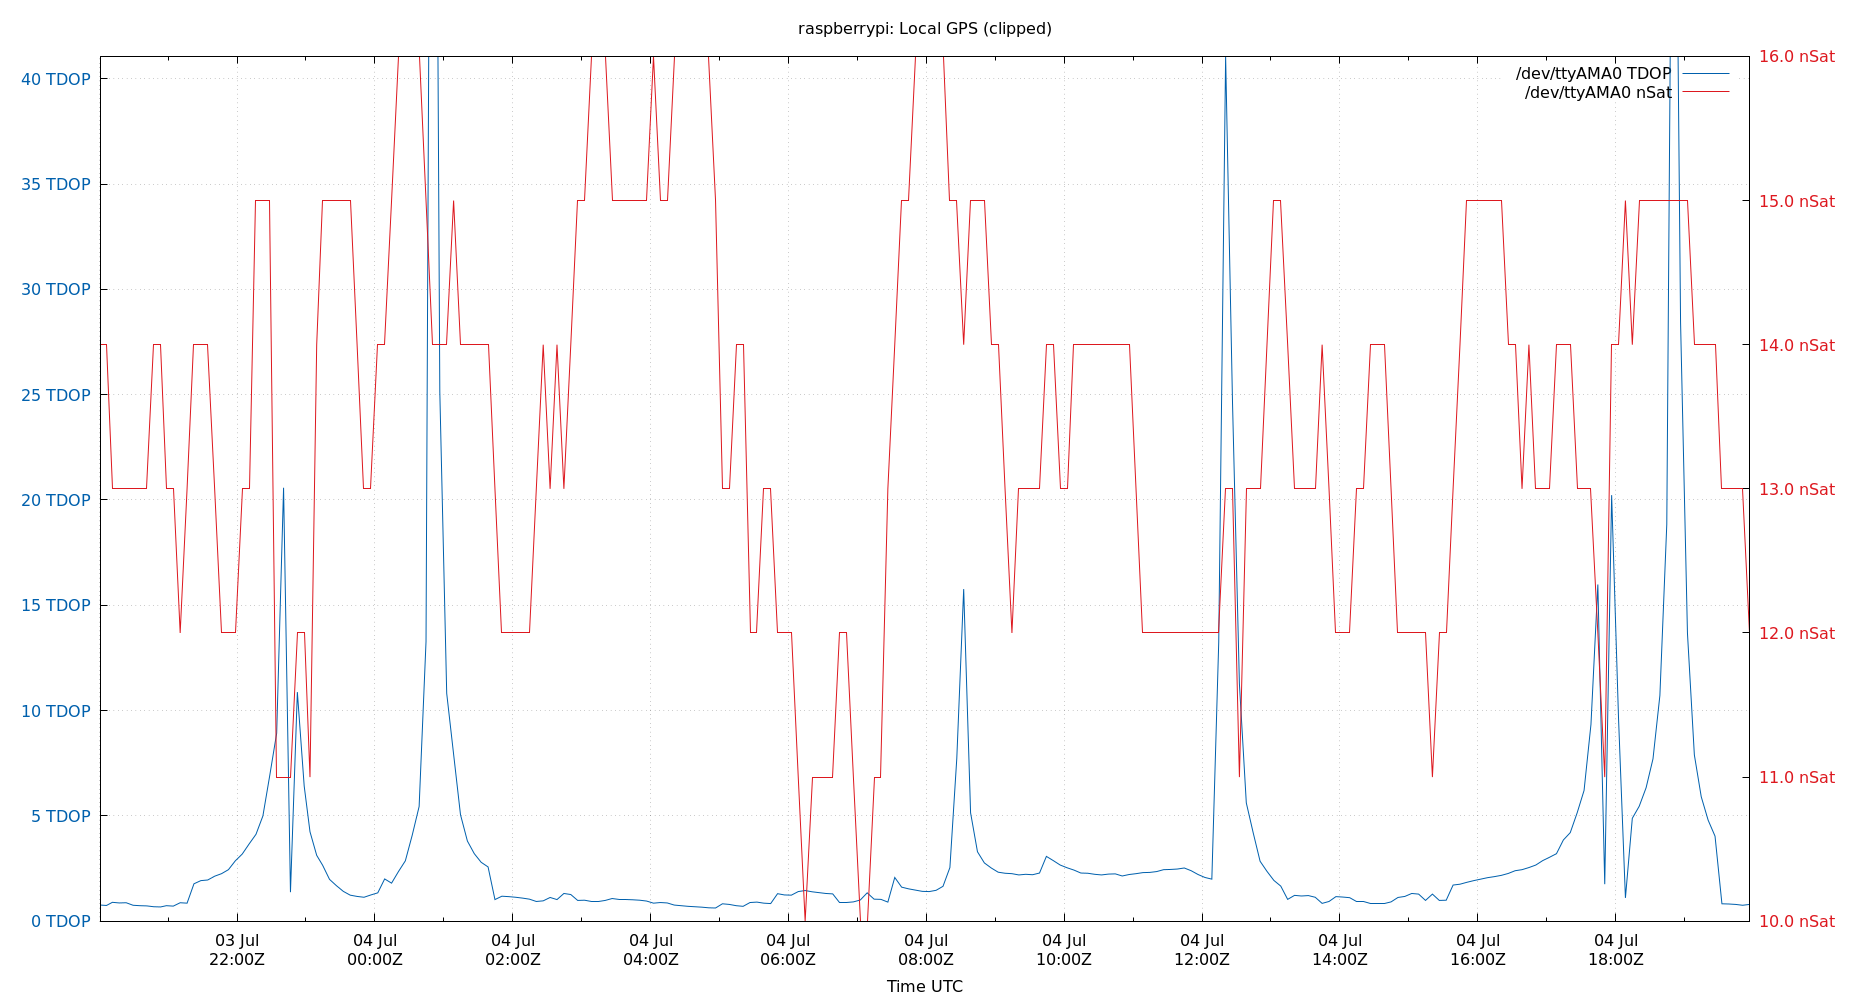 raspberrypi: Local GPS (clipped)
40 TDOP
35 TDOP
30 TDOP
25 TDOP
20 TDOP
15 TDOP
10 TDOP
5 TDOP
0 TDOP
/dev/ttyAMA0 TDOP
/dev/ttyAMA0 nSat
16.0 nSat
15.0 nSat
14.0 nSat
13.0 nSat
12.0 nSat
11.0 nSat
10.0 nSat
03 Jul 04 Jul 04 Jul 04 Jul 04 Jul 04 Jul 04 Jul 04 Jul 04 Jul 04 Jul 04 Jul
22:00Z 00:00Z 02:00Z 04:00Z 06:00Z 08:00Z 10:00Z 12:00Z 14:00Z 16:00Z 18:00Z
Time UTC